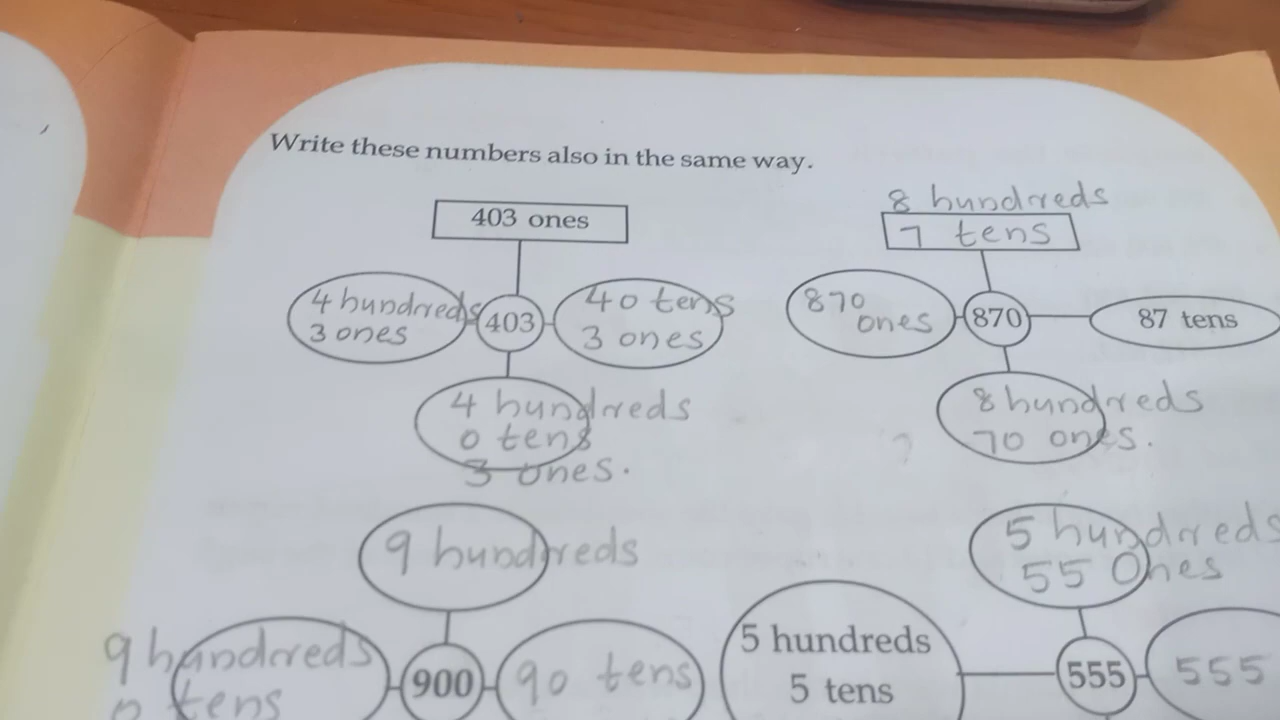 Write these numbers also in the same way.
403 ones
4 hundreds
3 ones
403
40 tens
3 ones
4 hundreds
0 tens
3 ones.
8 hundreds
7 tens
870
ones
870
87 tens
8 hundreds
70 ones.
9 hundreds
9 hundreds
0 tens
900
90 tens
5 hundreds
55 Ones
5 hundreds
5 tens
555
555